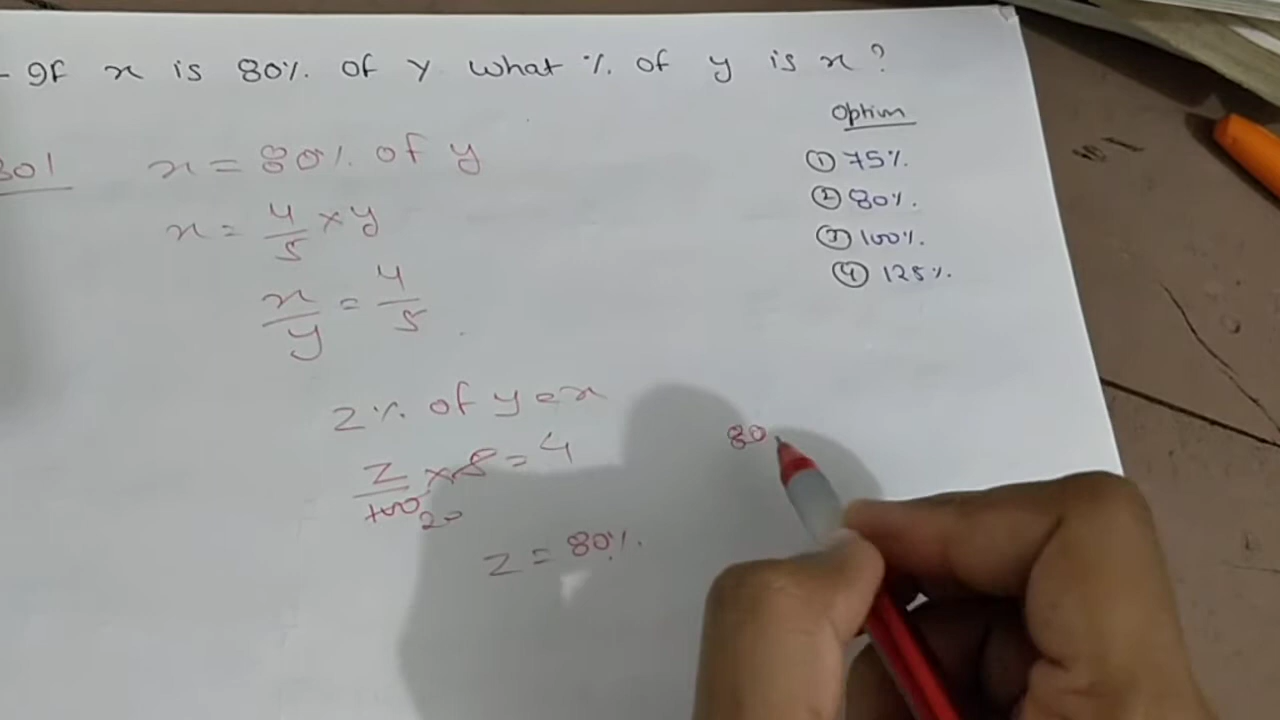 - If x is 80% of y what % of y is x ?
Option
① 75%.
② 80%.
③ 100%.
④ 125%.
Sol
x = 80% of y
x = 4/5 × y
x/y = 4/5
z% of y = x
z/100 × 5 = 4
20
z = 80%.
80